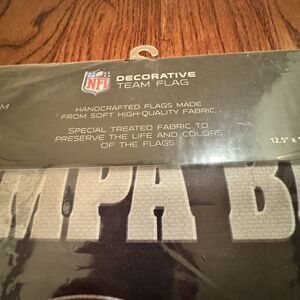 NFL
DECORATIVE
TEAM FLAG
HANDCRAFTED FLAGS MADE
FROM SOFT HIGH-QUALITY FABRIC.
SPECIAL TREATED FABRIC TO
PRESERVE THE LIFE AND COLORS
OF THE FLAGS
12.5" x
MPA B